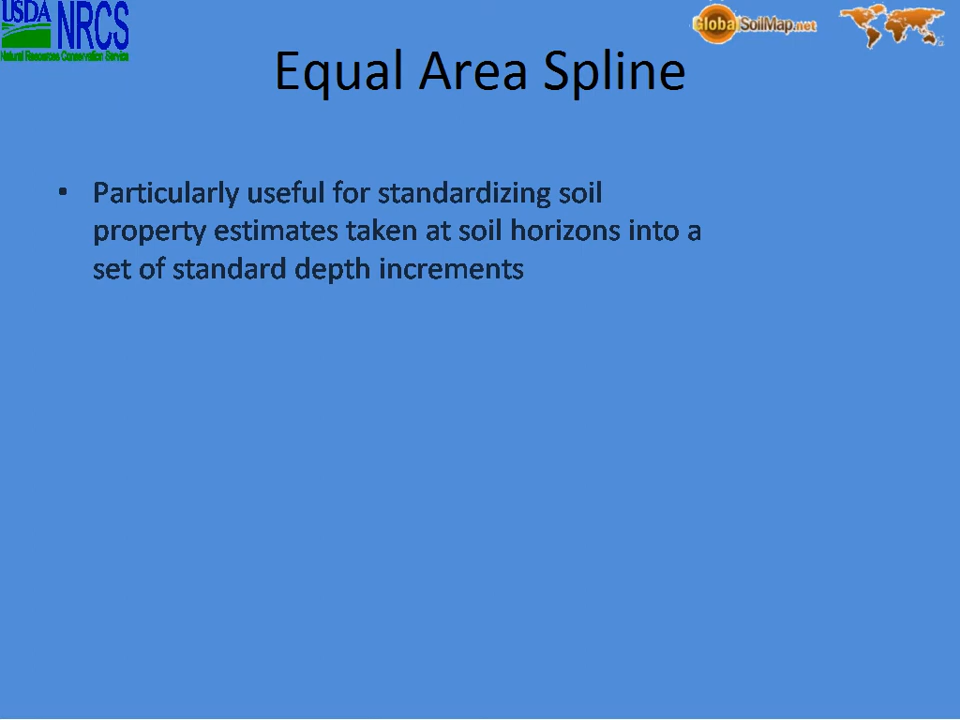 USDA
NRCS
Natural Resources Conservation Service
GlobalSoilMap.net
Equal Area Spline
• Particularly useful for standardizing soil
property estimates taken at soil horizons into a
set of standard depth increments